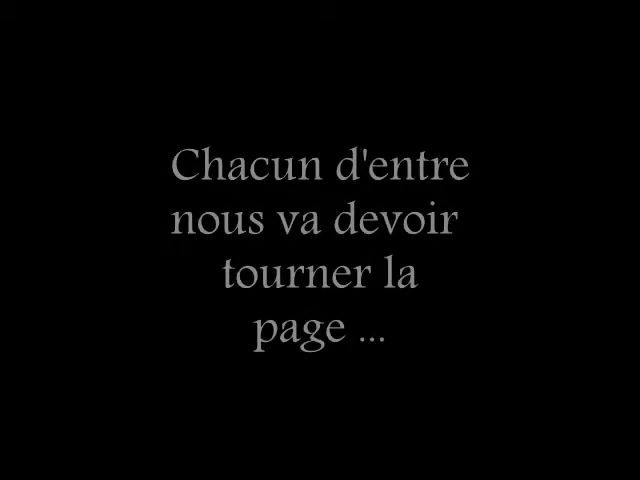 Chacun d'entre
nous va devoir
tourner la
page ...